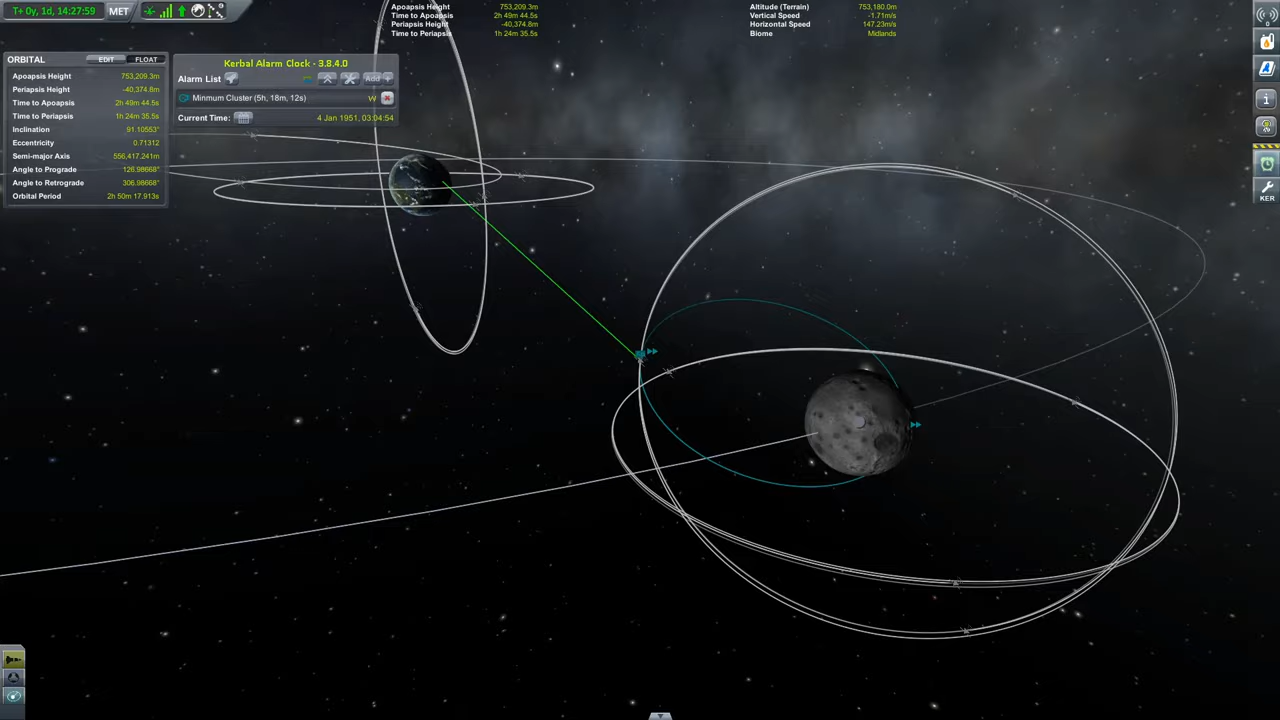 T+ 0y, 1d, 14:27:59 MET
Apoapsis Height 753,209.3m
Time to Apoapsis 2h 49m 44.5s
Periapsis Height -40,374.8m
Time to Periapsis 1h 24m 35.5s
Altitude (Terrain) 753,180.0m
Vertical Speed -1.71m/s
Horizontal Speed 147.23m/s
Biome Midlands
0
KER
ORBITAL EDIT FLOAT
Apoapsis Height 753,209.3m
Periapsis Height -40,374.8m
Time to Apoapsis 2h 49m 44.5s
Time to Periapsis 1h 24m 35.5s
Inclination 91.10553°
Eccentricity 0.71312
Semi-major Axis 556,417.241m
Angle to Prograde 126.98668°
Angle to Retrograde 306.98668°
Orbital Period 2h 50m 17.913s
Kerbal Alarm Clock - 3.8.4.0
Alarm List Add +
Minmum Cluster (5h, 18m, 12s) W
Current Time: 4 Jan 1951, 03:04:54